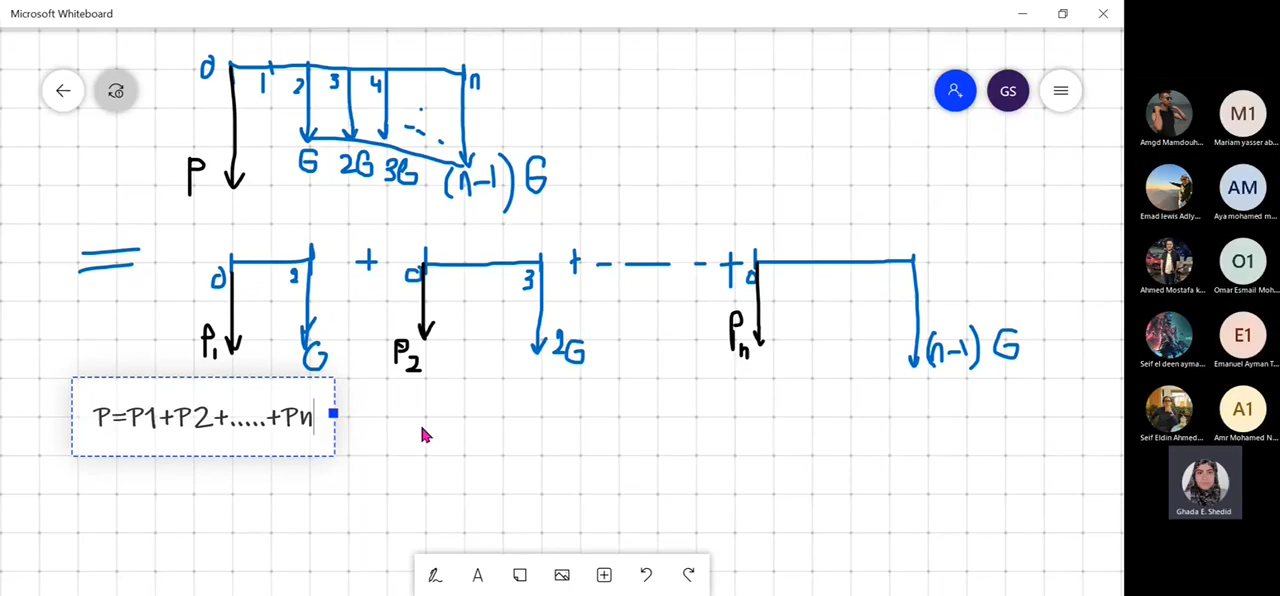 Microsoft Whiteboard
0 1 2 3 4 n
P G 2G 3G (n-1) G
= 0 2 + 0 3 + - - - - + 0
P1 G P2 2G Pn (n-1) G
P=P1+P2+.....+Pn
GS
M1
Amgd Mamdouh... Mariam yasser ab...
AM
Emad lewis Adly... Aya mohamed m...
O1
Ahmed Mostafa k... Omar Esmail Moh...
E1
Seif el deen ayma... Emanuel Ayman T...
A1
Seif Eldin Ahmed... Amr Mohamed N...
Ghada E. Shedid
A